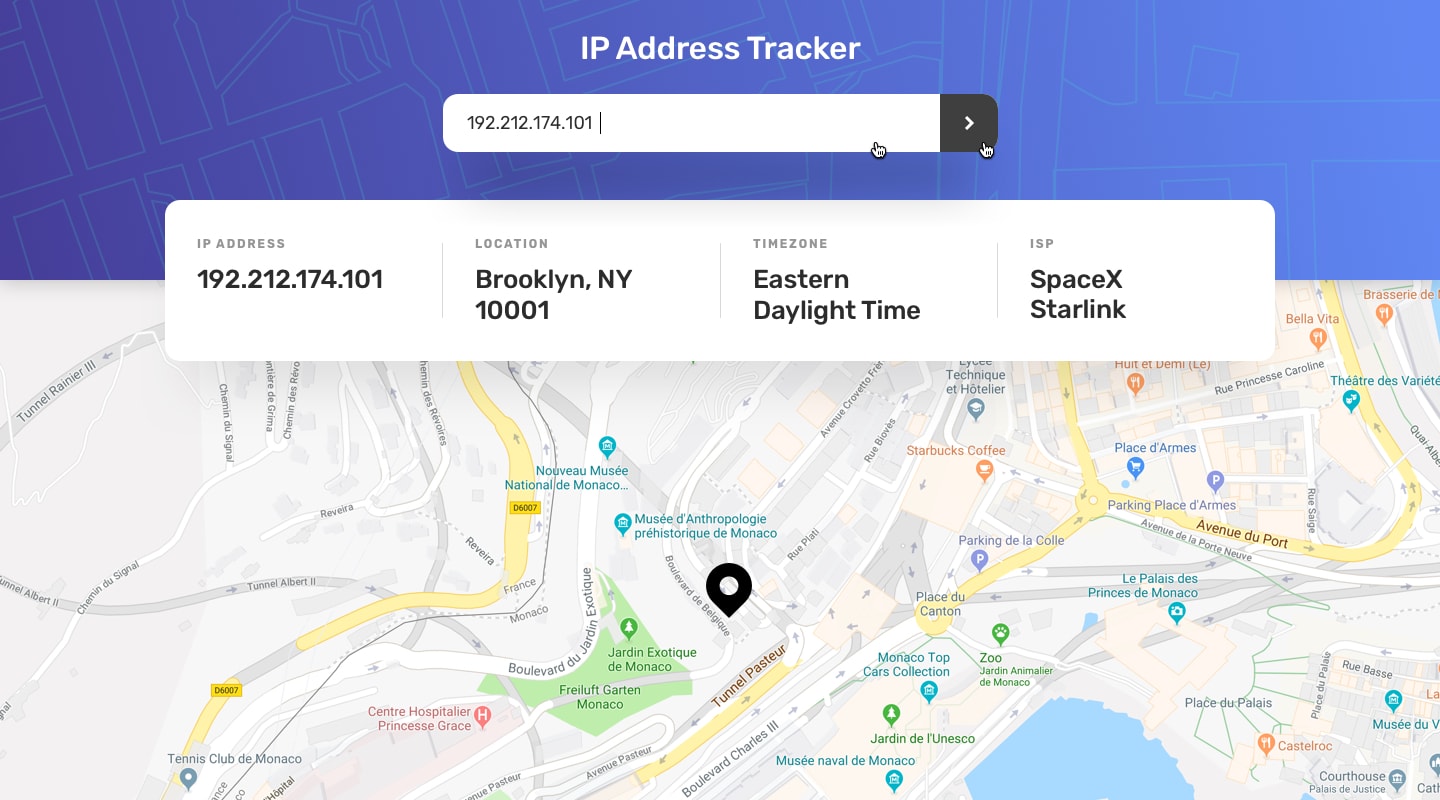 IP Address Tracker
192.212.174.101
IP ADDRESS
192.212.174.101
LOCATION
Brooklyn, NY
10001
TIMEZONE
Eastern
Daylight Time
ISP
SpaceX
Starlink
Brasserie de
Bella Vita
Huit et Demi (Le)
Rue Princesse Caroline
Théâtre des Variété
Tunnel Rainier III
Chemin du Signal
Chemin des Révoires
Lycée
Technique
et Hôtelier
Avenue Crovetto
Rue Biovès
Starbucks Coffee
Place d'Armes
P
Parking Place d'Armes
Rue Saige
Nouveau Musée
National de Monaco...
D6007
Reveira
Reveira
Musée d'Anthropologie
préhistorique de Monaco
Rue Plati
Parking de la Colle
P
Avenue du Port
Avenue de la Porte Neuve
Chemin du Signal
Tunnel Albert II
Tunnel Albert II
France
Monaco
Boulevard du Jardin Exotique
Boulevard de Belgique
Place du
Canton
Le Palais des
Princes de Monaco
Jardin Exotique
de Monaco
Freiluft Garten
Monaco
Tunnel Pasteur
Monaco Top
Cars Collection
Zoo
Jardin Animalier
de Monaco
Rue Basse
Place du Palais
Place du Palais
D6007
Centre Hospitalier
Princesse Grace
H
Boulevard Charles III
Jardin de l'Unesco
Musée du V
Castelroc
Tennis Club de Monaco
Avenue Pasteur
Avenue Pasteur
Musée naval de Monaco
Courthouse
Palais de Justice
l'Hôpital